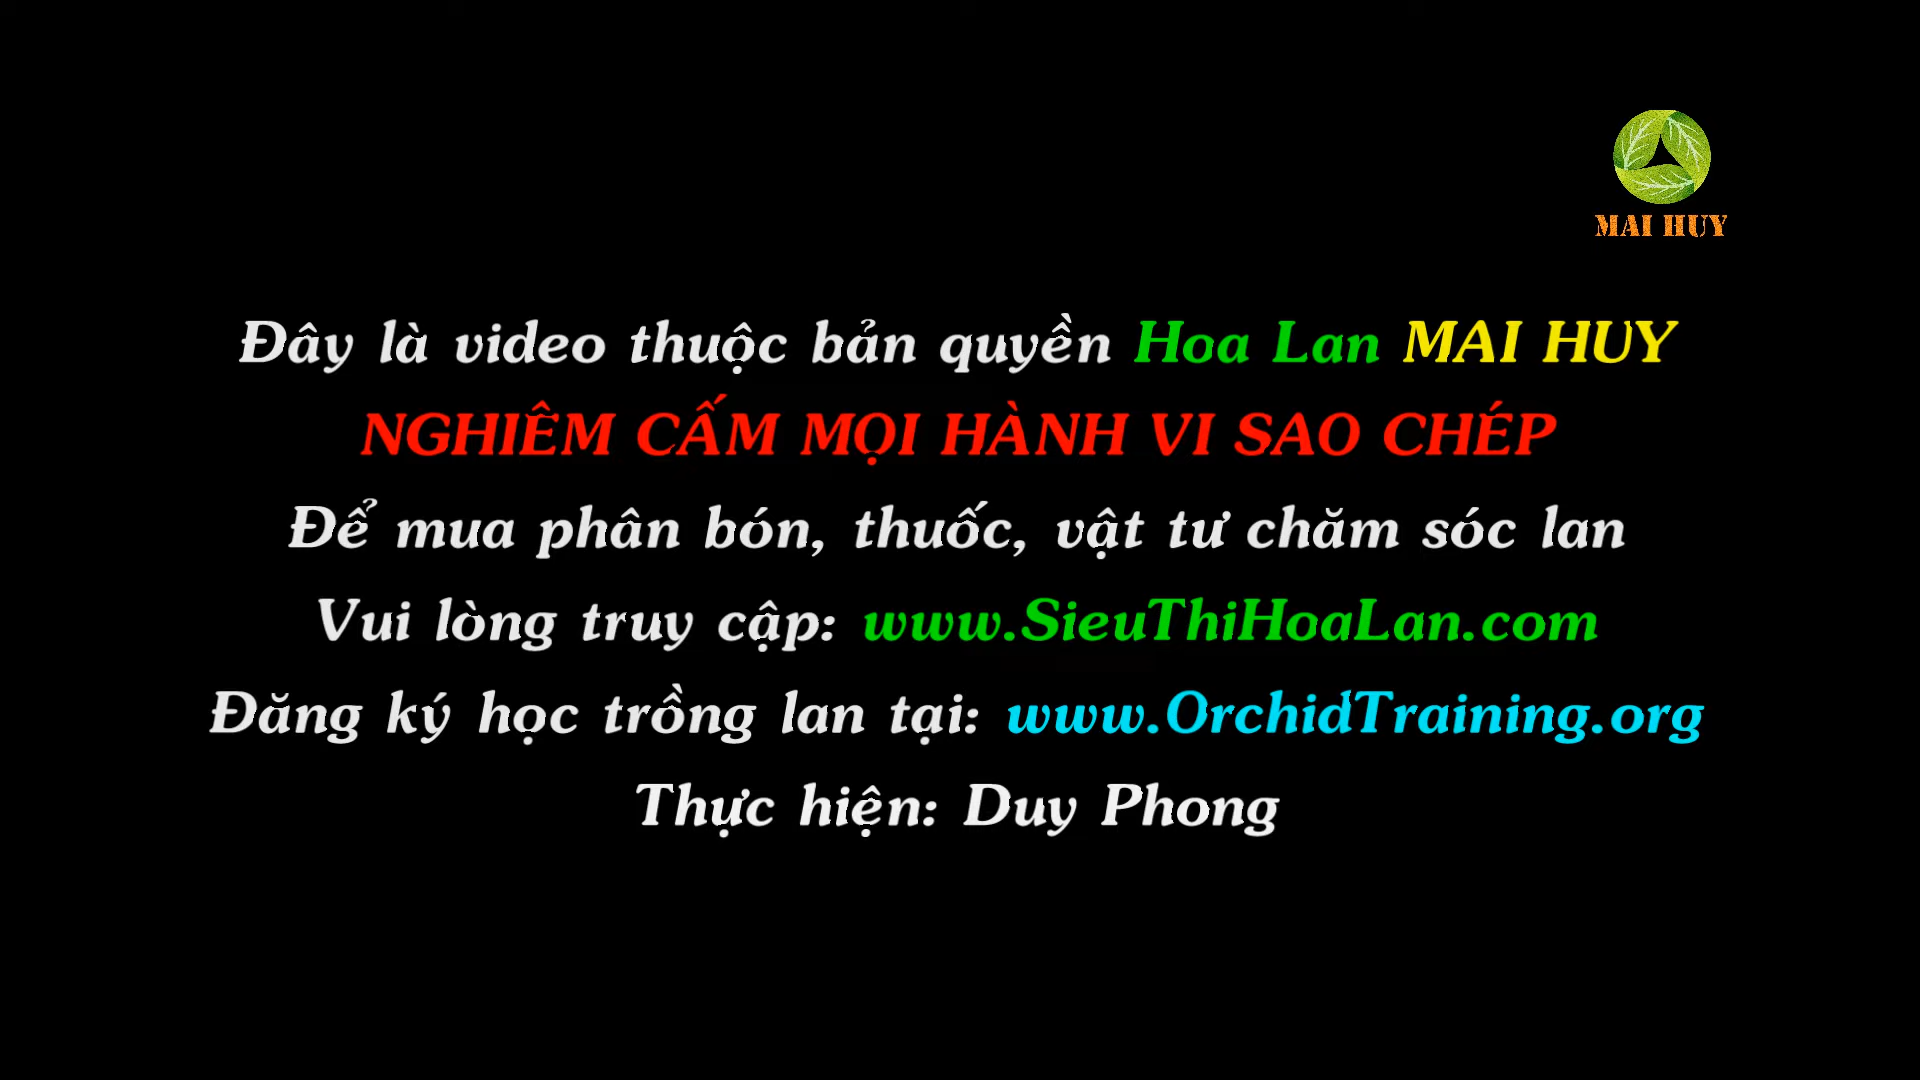 MAI HUY
Đây là video thuộc bản quyền Hoa Lan MAI HUY
NGHIÊM CẤM MỌI HÀNH VI SAO CHÉP
Để mua phân bón, thuốc, vật tư chăm sóc lan
Vui lòng truy cập: www.SieuThiHoaLan.com
Đăng ký học trồng lan tại: www.OrchidTraining.org
Thực hiện: Duy Phong